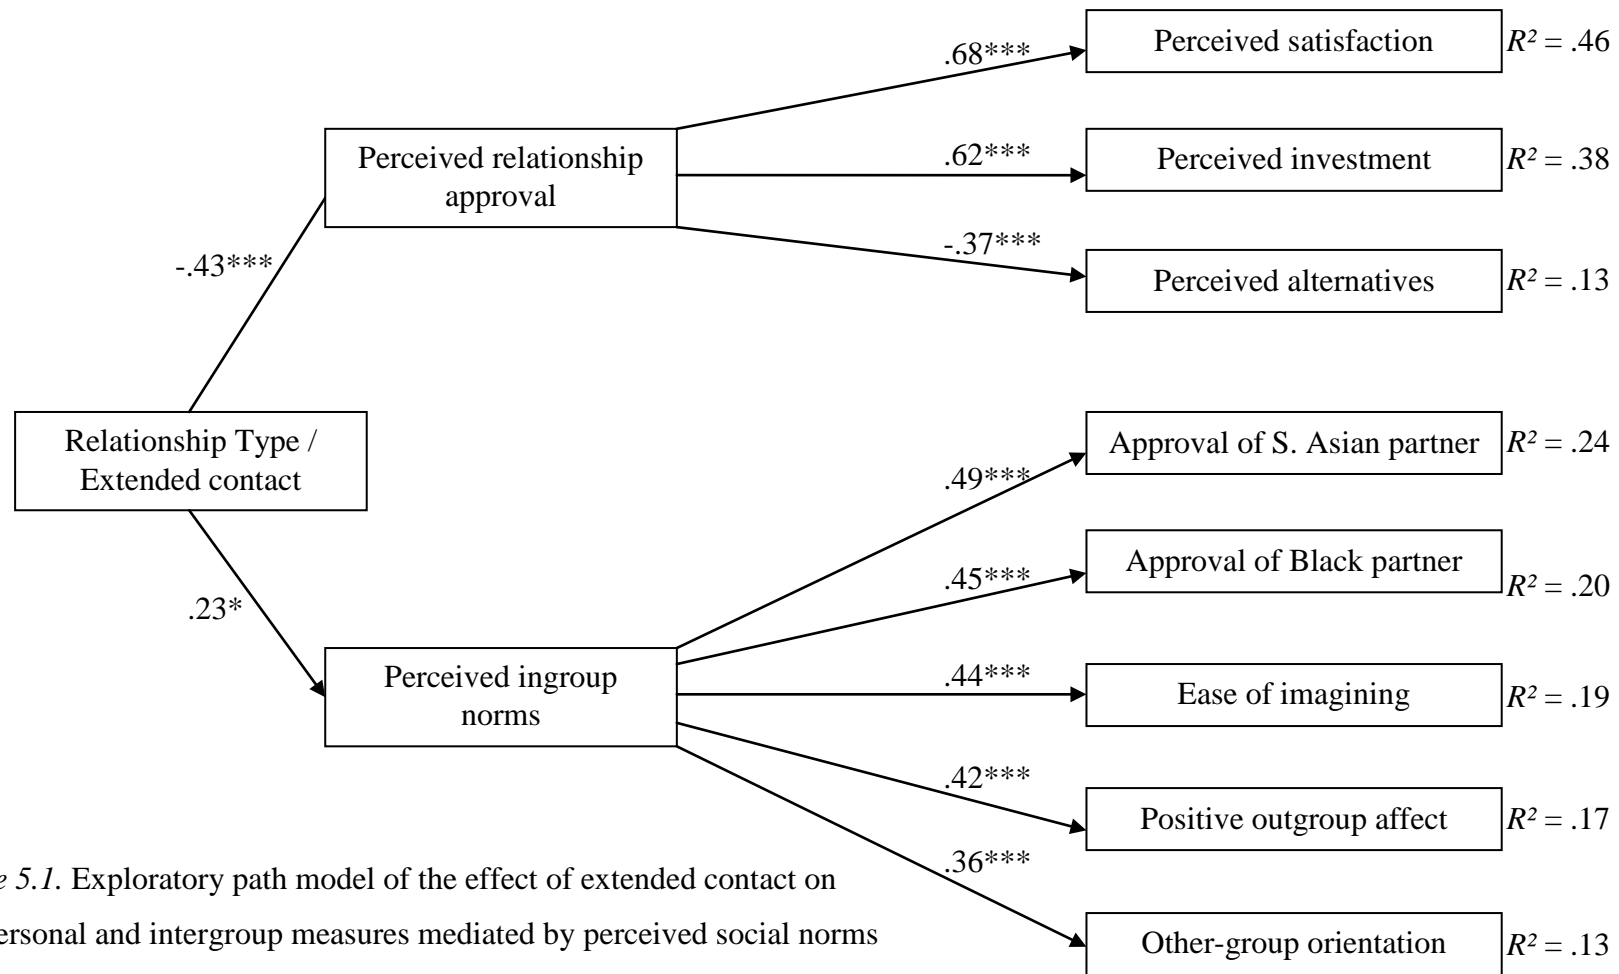 Perceived satisfaction
R² = .46
.68***
Perceived relationship
approval
.62***
Perceived investment
R² = .38
-.37***
Perceived alternatives
R² = .13
-.43***
Relationship Type /
Extended contact
.23*
Approval of S. Asian partner
R² = .24
.49***
Approval of Black partner
R² = .20
.45***
Perceived ingroup
norms
.44***
Ease of imagining
R² = .19
.42***
Positive outgroup affect
R² = .17
.36***
Other-group orientation
R² = .13
e 5.1. Exploratory path model of the effect of extended contact on
ersonal and intergroup measures mediated by perceived social norms